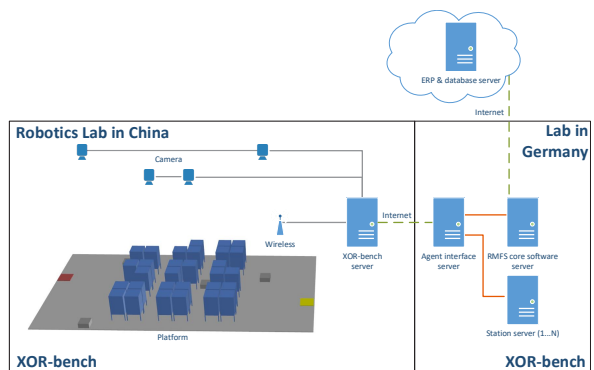 ERP & database server
Internet
Robotics Lab in China
Lab in
Germany
Camera
Internet
Wireless
XOR-bench
server
Agent interface
server
RMFS core software
server
Platform
Station server (1...N)
XOR-bench
XOR-bench